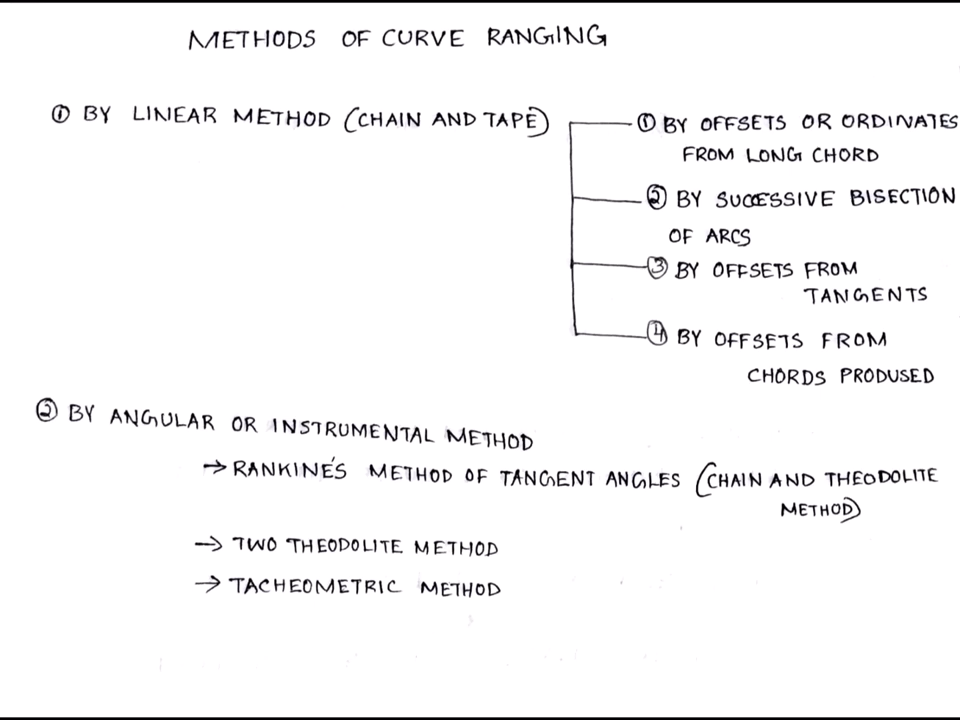 METHODS OF CURVE RANGING
① BY LINEAR METHOD (CHAIN AND TAPE)
① BY OFFSETS OR ORDINATES
FROM LONG CHORD
② BY SUCCESSIVE BISECTION
OF ARCS
③ BY OFFSETS FROM
TANGENTS
④ BY OFFSETS FROM
CHORDS PRODUSED
② BY ANGULAR OR INSTRUMENTAL METHOD
→ RANKINE'S METHOD OF TANGENT ANGLES (CHAIN AND THEODOLITE
METHOD)
→ TWO THEODOLITE METHOD
→ TACHEOMETRIC METHOD